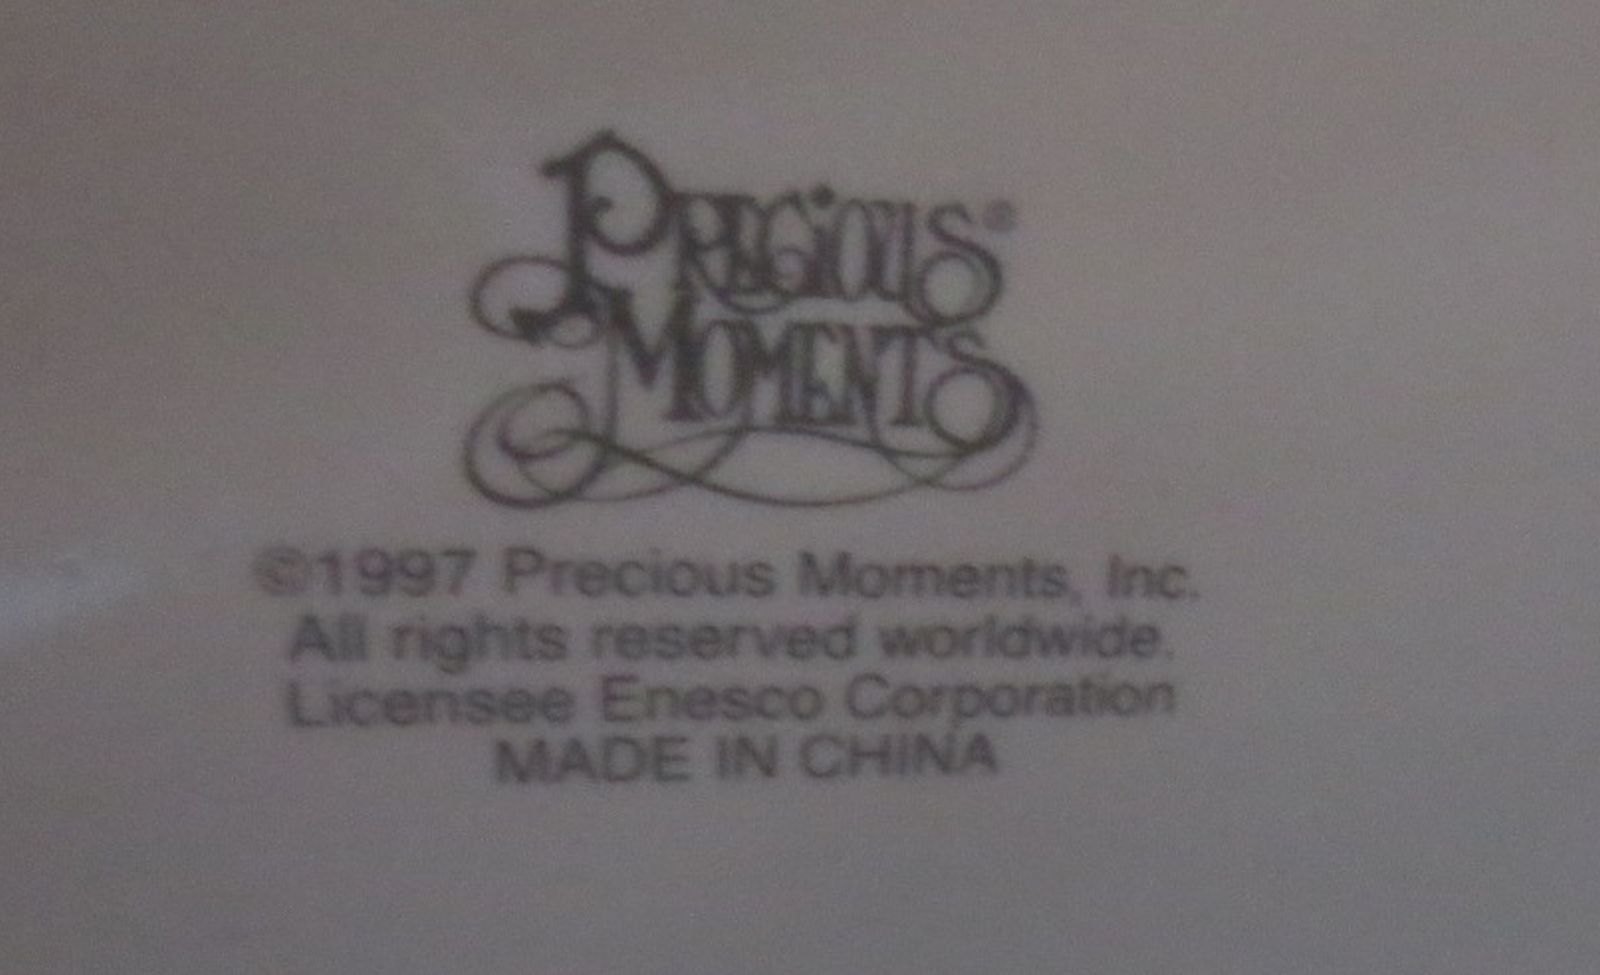 PRECIOUS®
MOMENTS
©1997 Precious Moments, Inc.
All rights reserved worldwide.
Licensee Enesco Corporation
MADE IN CHINA